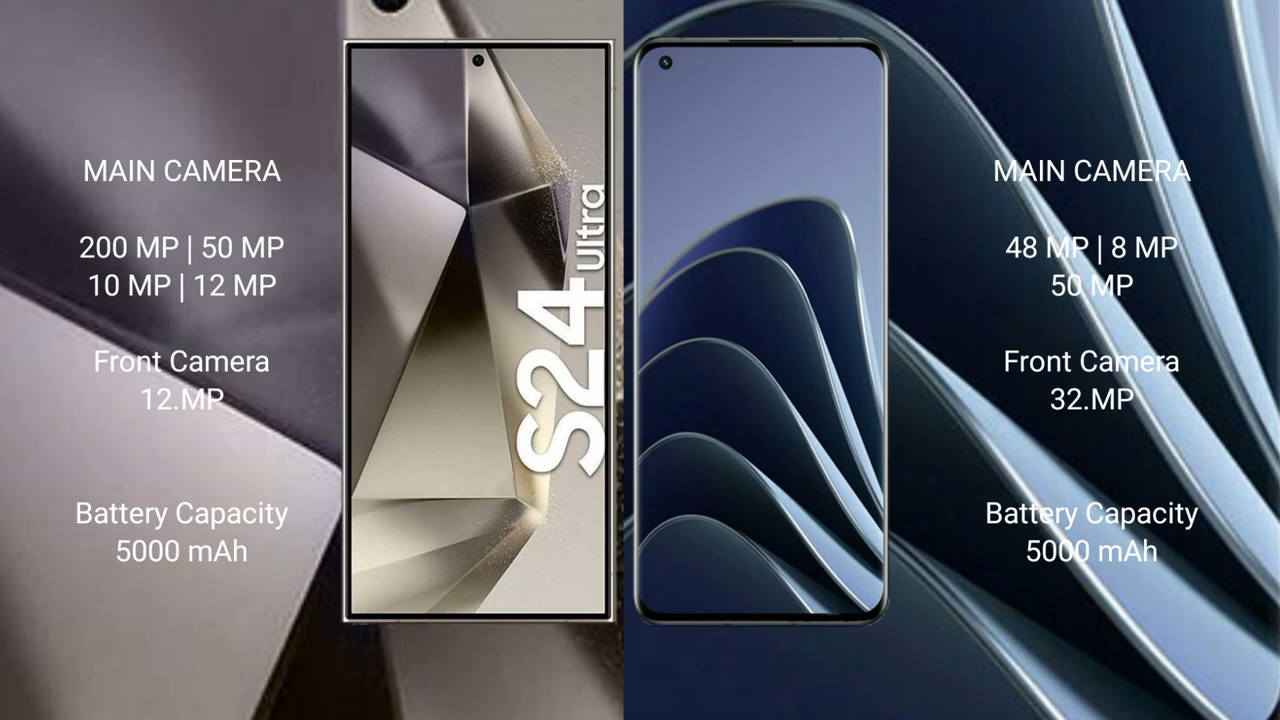 MAIN CAMERA
200 MP | 50 MP
10 MP | 12 MP
Front Camera
12.MP
Battery Capacity
5000 mAh
S24 ultra
MAIN CAMERA
48 MP | 8 MP
50 MP
Front Camera
32.MP
Battery Capacity
5000 mAh